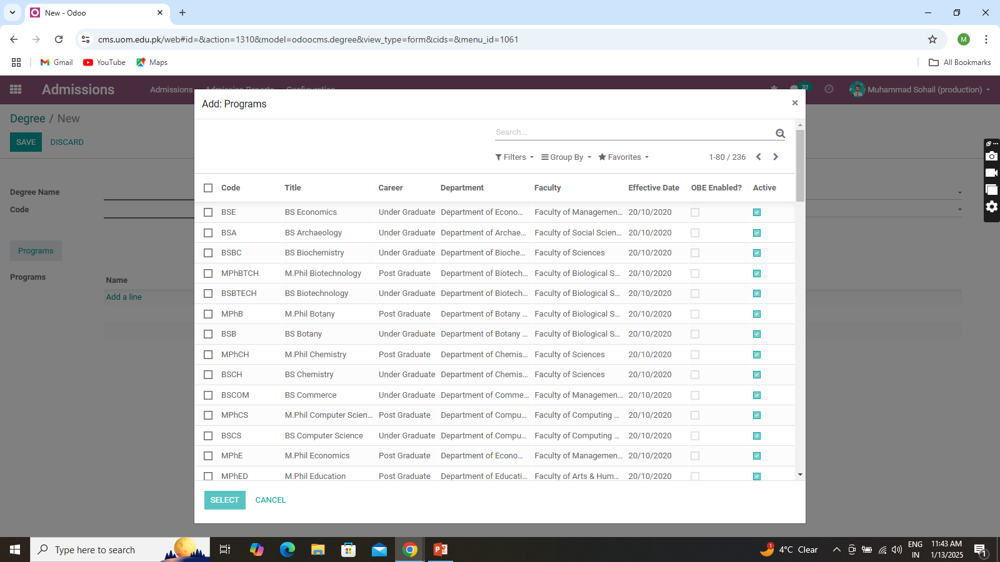 New - Odoo
cms.uom.edu.pk/web#id=&action=1310&model=odoocms.degree&view_type=form&cids=&menu_id=1061
M
Gmail YouTube Maps All Bookmarks
Admissions Admissions Admission Reports Configuration 32 Muhammad Sohail (production)
Degree / New
SAVE DISCARD
Degree Name
Code
Programs
Programs
Name
Add a line
Add: Programs
Search...
Filters Group By Favorites 1-80 / 236
Code Title Career Department Faculty Effective Date OBE Enabled? Active
BSE BS Economics Under Graduate Department of Econo... Faculty of Managemen... 20/10/2020
BSA BS Archaeology Under Graduate Department of Archae... Faculty of Social Scien... 20/10/2020
BSBC BS Biochemistry Under Graduate Department of Bioche... Faculty of Sciences 20/10/2020
MPhBTCH M.Phil Biotechnology Post Graduate Department of Biotech... Faculty of Biological S... 20/10/2020
BSBTECH BS Biotechnology Under Graduate Department of Biotech... Faculty of Biological S... 20/10/2020
MPhB M.Phil Botany Post Graduate Department of Botany ... Faculty of Biological S... 20/10/2020
BSB BS Botany Under Graduate Department of Botany ... Faculty of Biological S... 20/10/2020
MPhCH M.Phil Chemistry Post Graduate Department of Chemis... Faculty of Sciences 20/10/2020
BSCH BS Chemistry Under Graduate Department of Chemis... Faculty of Sciences 20/10/2020
BSCOM BS Commerce Under Graduate Department of Comme... Faculty of Managemen... 20/10/2020
MPhCS M.Phil Computer Scien... Post Graduate Department of Compu... Faculty of Computing ... 20/10/2020
BSCS BS Computer Science Under Graduate Department of Compu... Faculty of Computing ... 20/10/2020
MPhE M.Phil Economics Post Graduate Department of Econo... Faculty of Managemen... 20/10/2020
MPhED M.Phil Education Post Graduate Department of Educati... Faculty of Arts & Hum... 20/10/2020
SELECT CANCEL
Type here to search
1 4°C Clear
ENG
IN
11:43 AM
1/13/2025
1